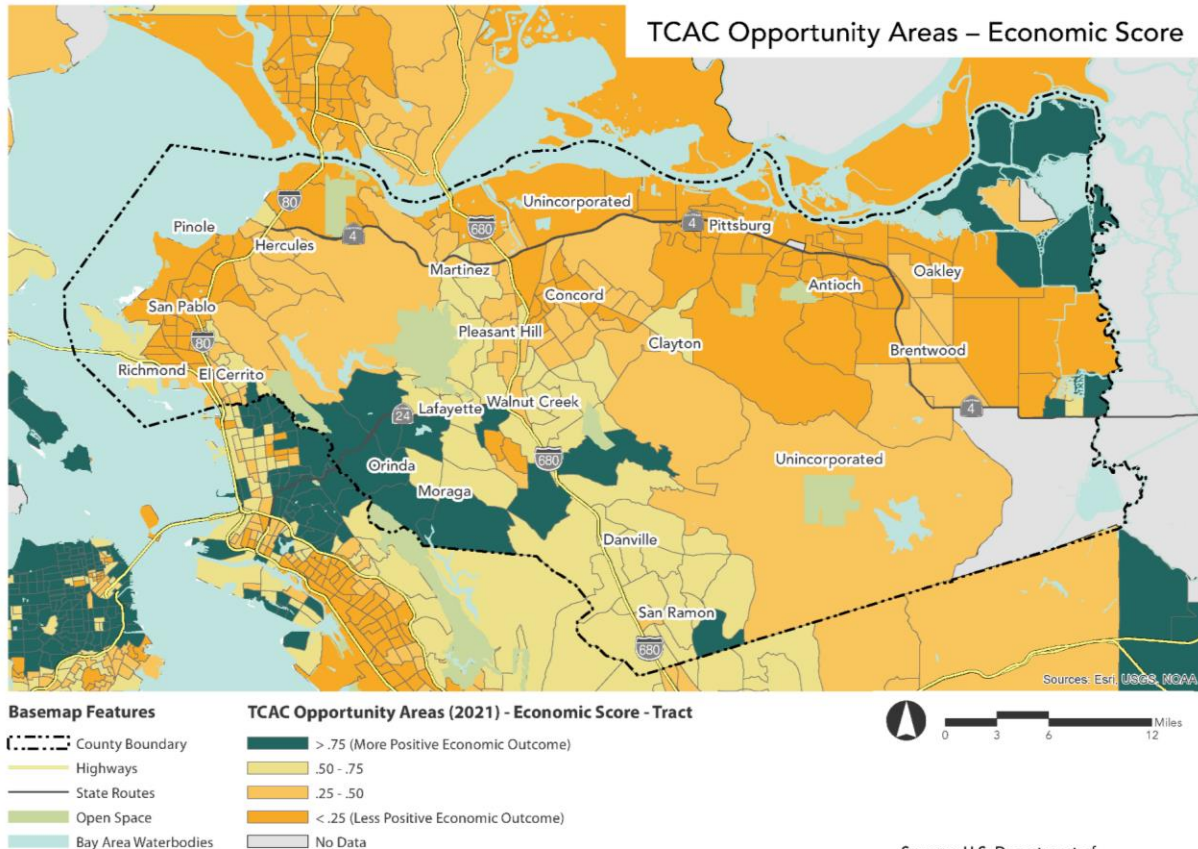 TCAC Opportunity Areas – Economic Score
Pinole
80
Hercules
4
680
Unincorporated
4
Pittsburg
Martinez
San Pablo
Concord
Antioch
Oakley
80
Pleasant Hill
Clayton
Brentwood
Richmond
El Cerrito
24
Lafayette
Walnut Creek
4
Orinda
680
Unincorporated
Moraga
Danville
San Ramon
680
Sources: Esri, USGS, NOAA
Basemap Features
County Boundary
Highways
State Routes
Open Space
Bay Area Waterbodies
TCAC Opportunity Areas (2021) - Economic Score - Tract
> .75 (More Positive Economic Outcome)
.50 - .75
.25 - .50
< .25 (Less Positive Economic Outcome)
No Data
Miles
0 3 6 12